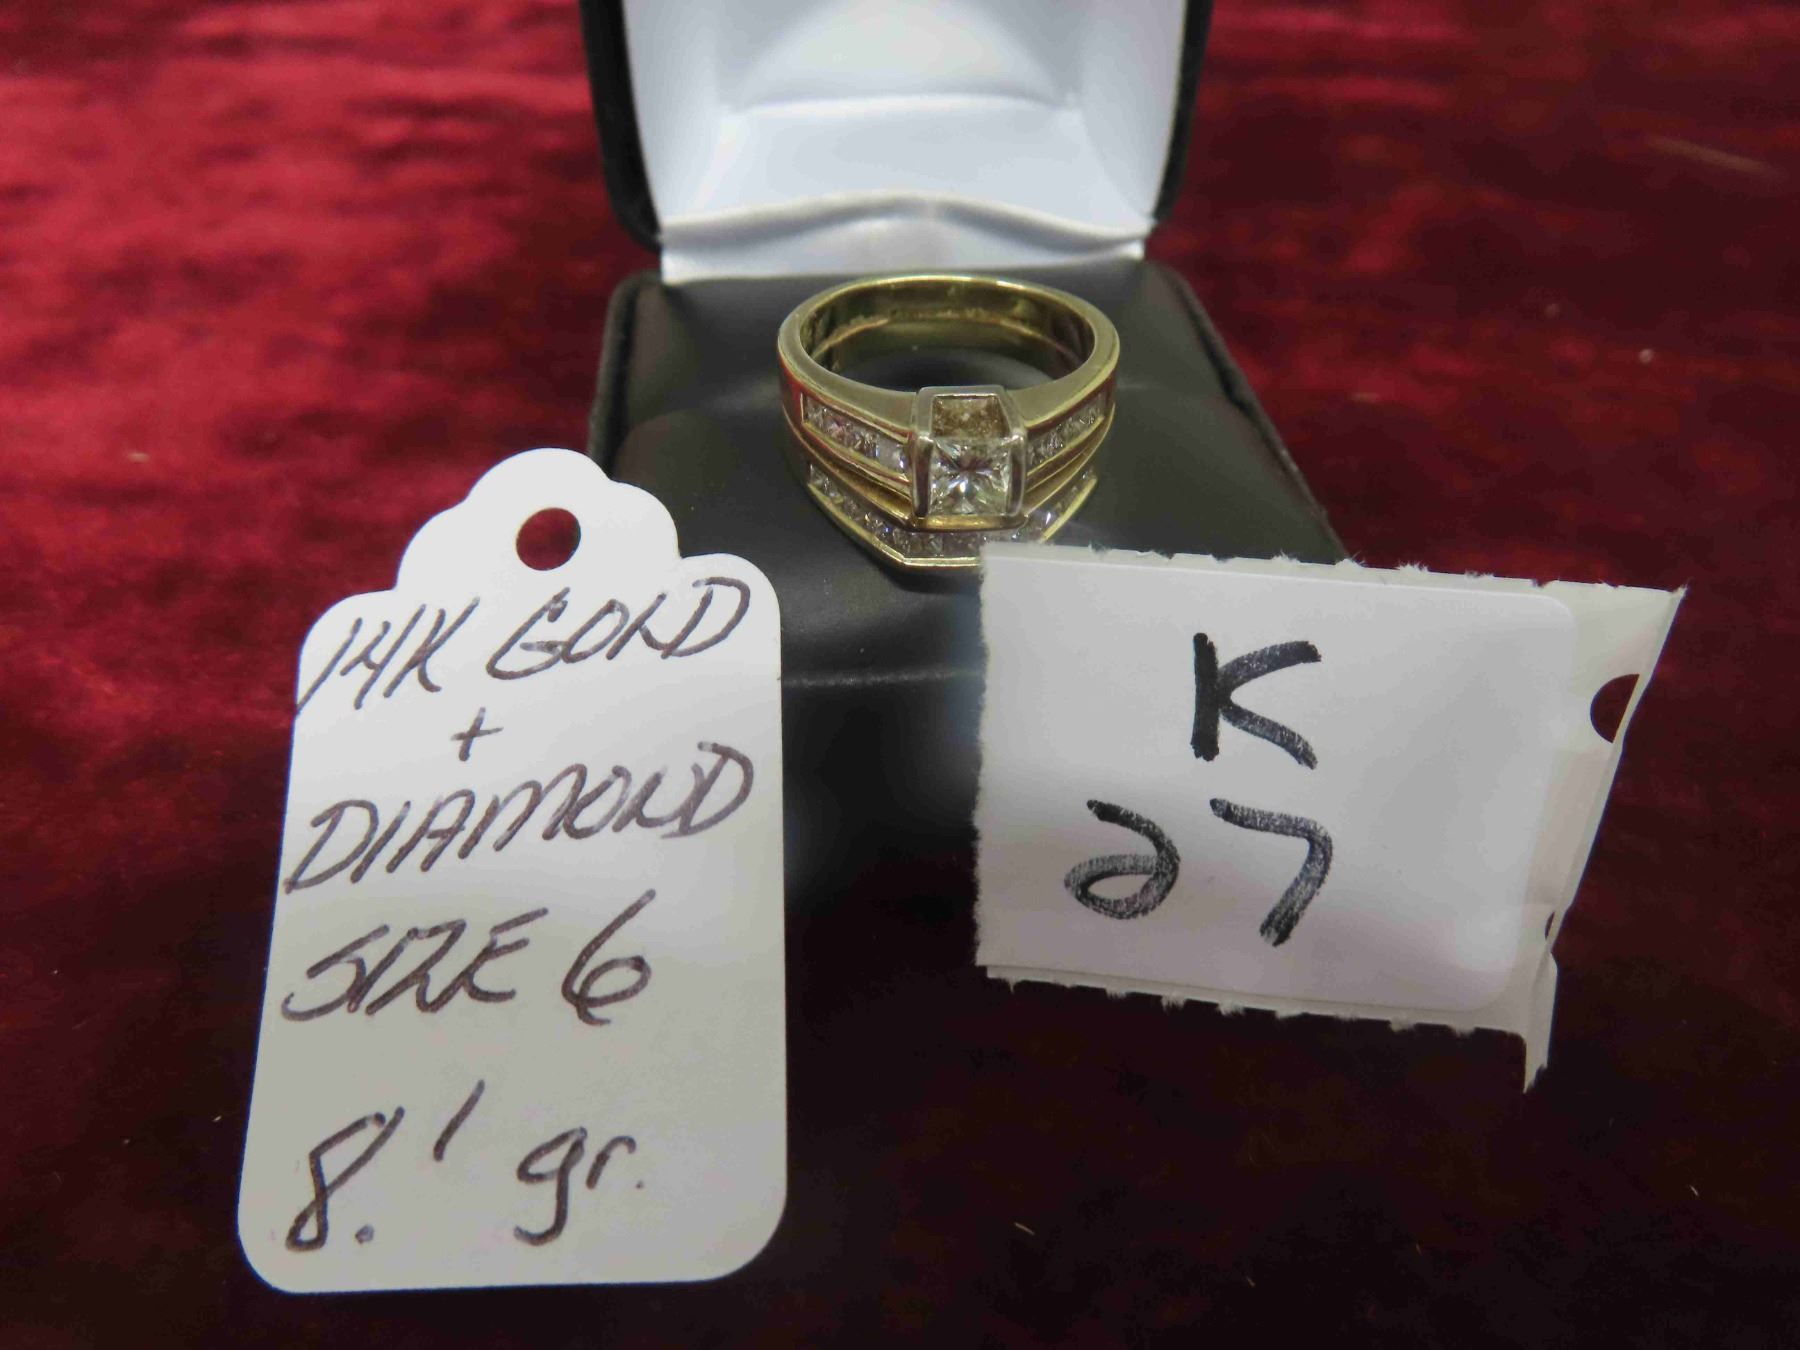 14K GOLD
+
DIAMOND
SIZE 6
8.1 gr.
K
27